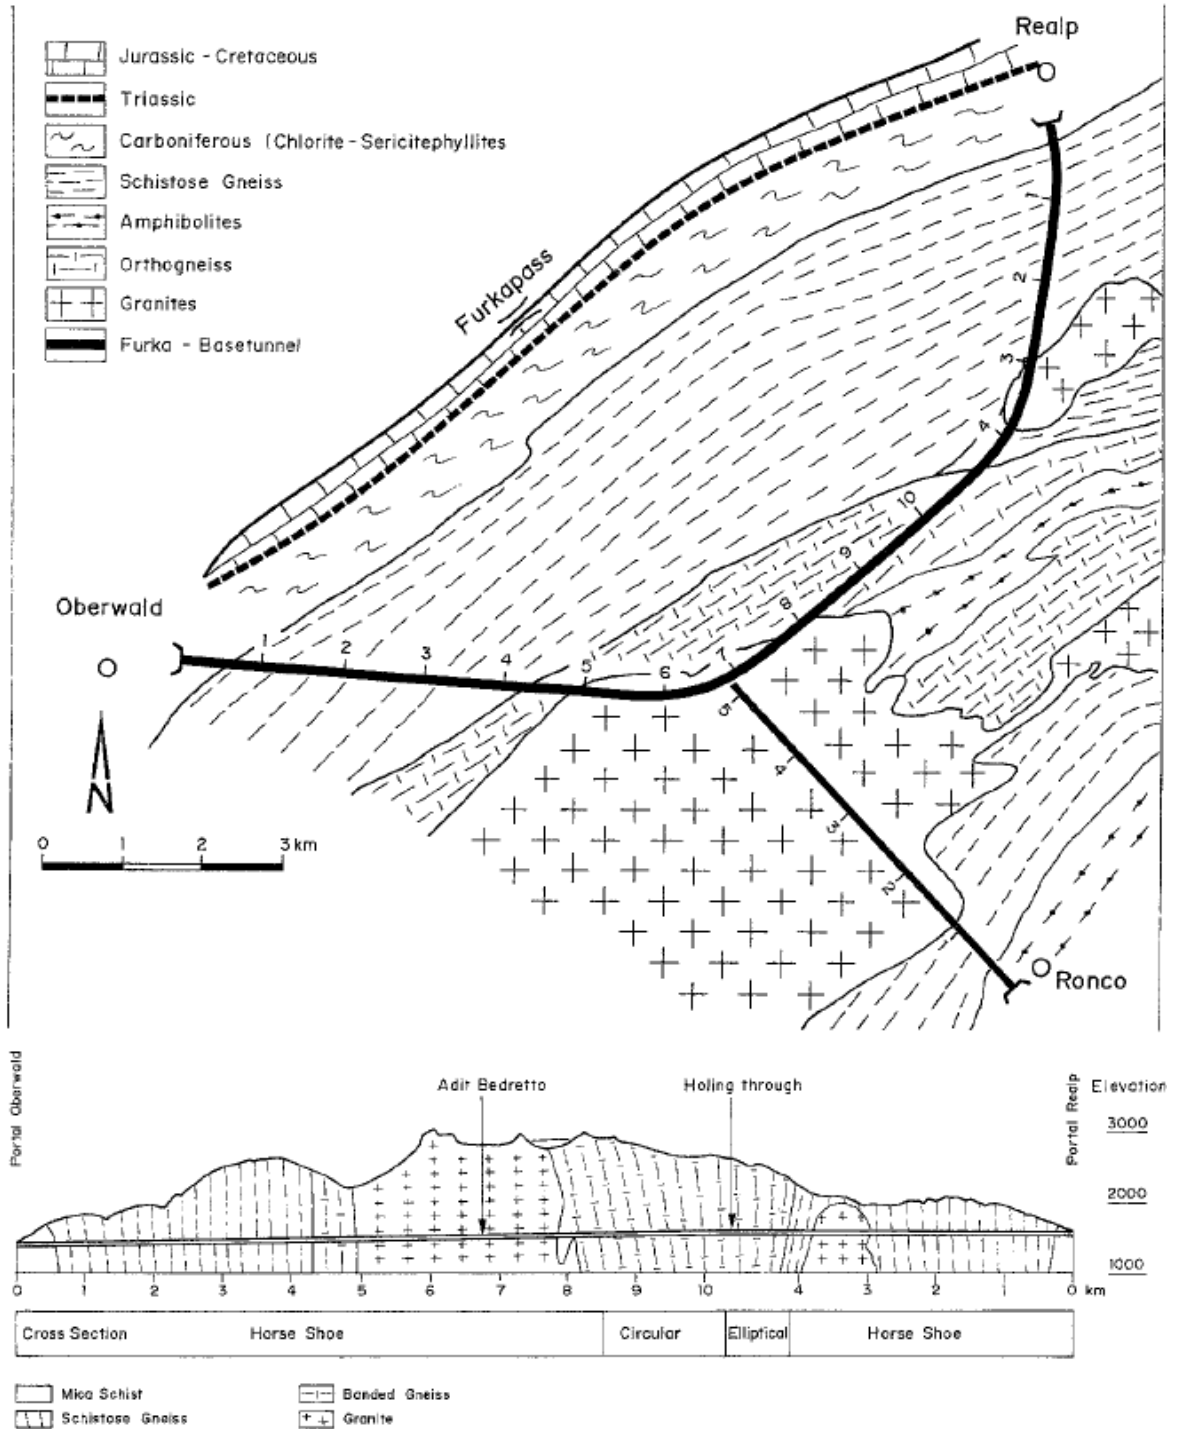 Realp
Jurassic - Cretaceous
Triassic
Carboniferous (Chlorite - Sericitephyllites
Schistose Gneiss
Amphibolites
Orthogneiss
Granites
Furka - Basetunnel
Furkapass
1
2
3
4
10
9
8
7
Oberwald
1 2 3 4 5 6
5
4
3
2
N
0 1 2 3 km
Ronco
Portal Oberwald
Adit Bedretto
Holing through
Portal Realp
Elevation
3000
2000
1000
0 1 2 3 4 5 6 7 8 9 10 4 3 2 1 0 km
Cross Section Horse Shoe Circular Elliptical Horse Shoe
Mica Schist Banded Gneiss
Schistose Gneiss Granite